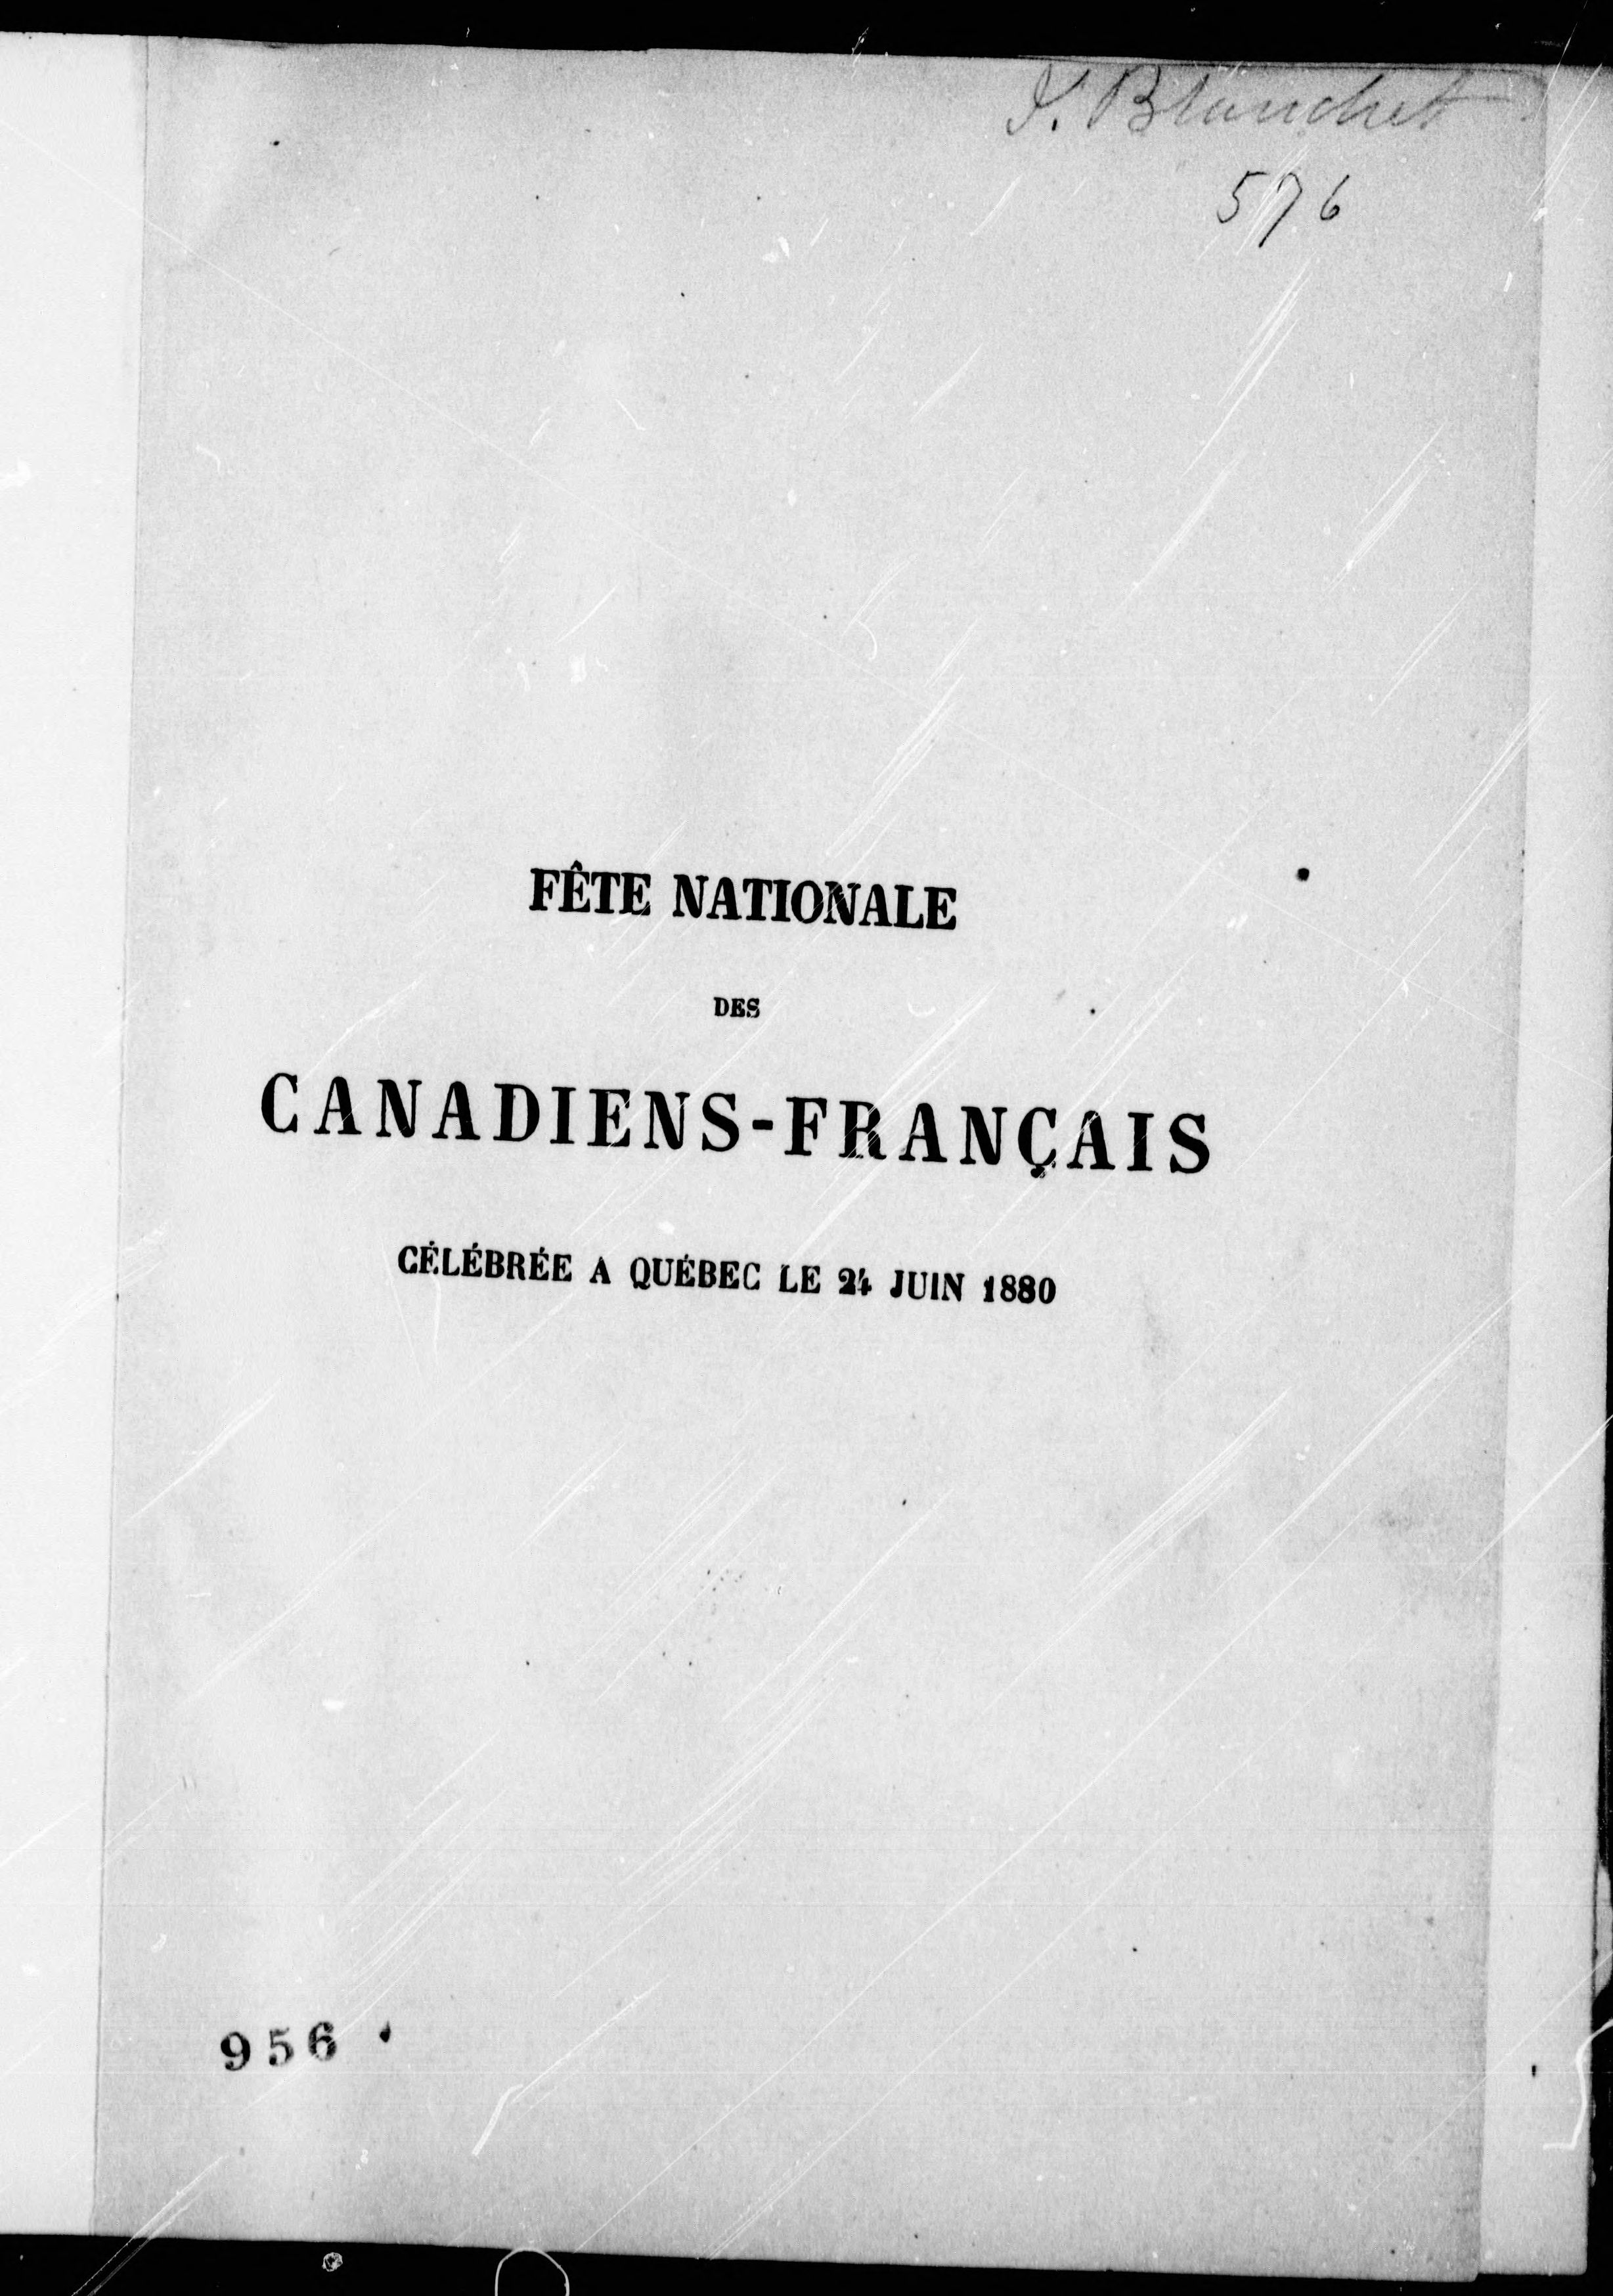 J. Blanchet
576
FÊTE NATIONALE
DES
CANADIENS-FRANÇAIS
CÉLÉBRÉE A QUÉBEC LE 24 JUIN 1880
956